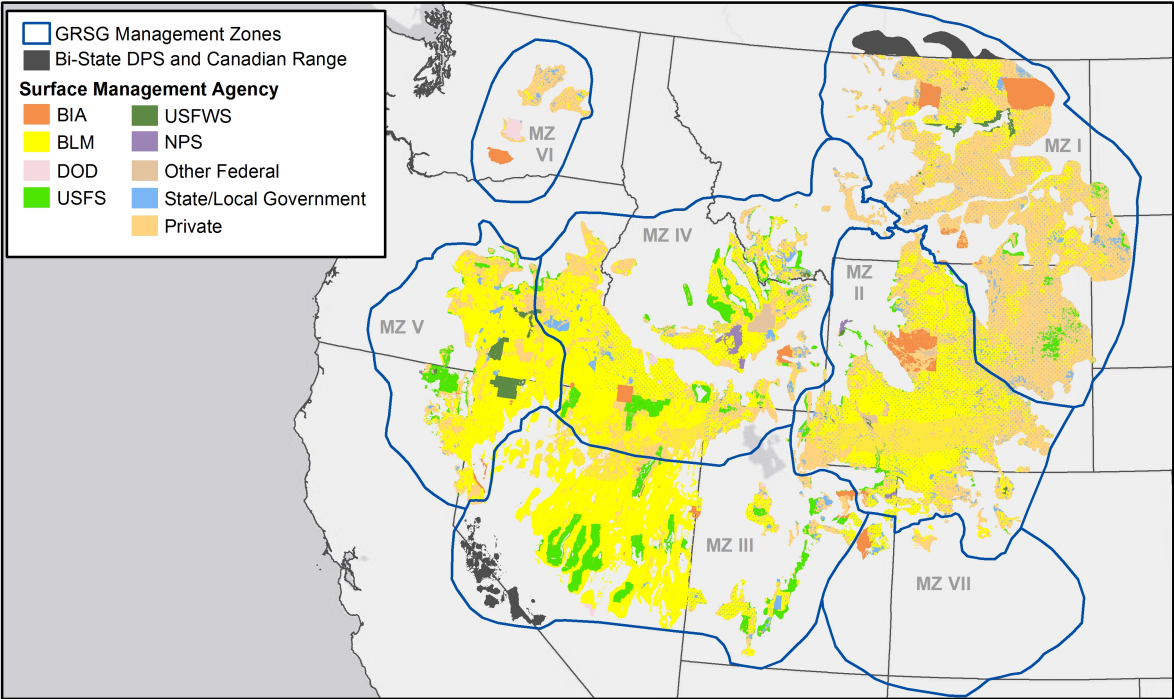 GRSG Management Zones
Bi-State DPS and Canadian Range
Surface Management Agency
BIA
BLM
DOD
USFS
USFWS
NPS
Other Federal
State/Local Government
Private
MZ
VI
MZ I
MZ IV
MZ
II
MZ V
MZ III
MZ VII